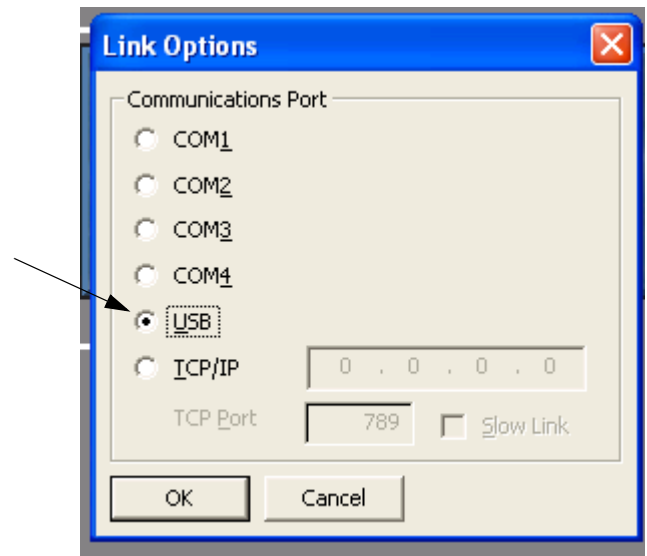 Link Options
Communications Port
COM1
COM2
COM3
COM4
USB
TCP/IP 0 . 0 . 0 . 0
TCP Port 789 Slow Link
OK Cancel